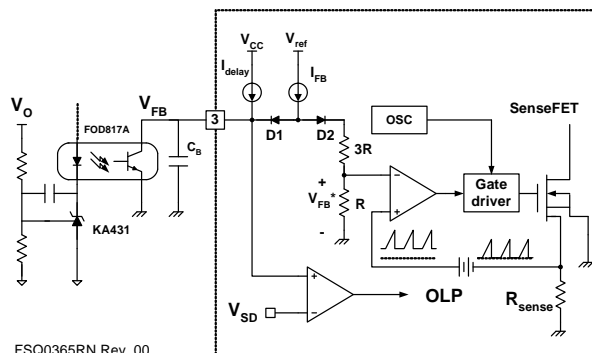 VCC
Vref
Idelay
IFB
VO
VFB
FOD817A
3
SenseFET
OSC
D1
D2
CB
3R
+
VFB*
R
-
−
+
Gate
driver
KA431
+
−
VSD
OLP
Rsense
FSQ0365RN Rev. 00